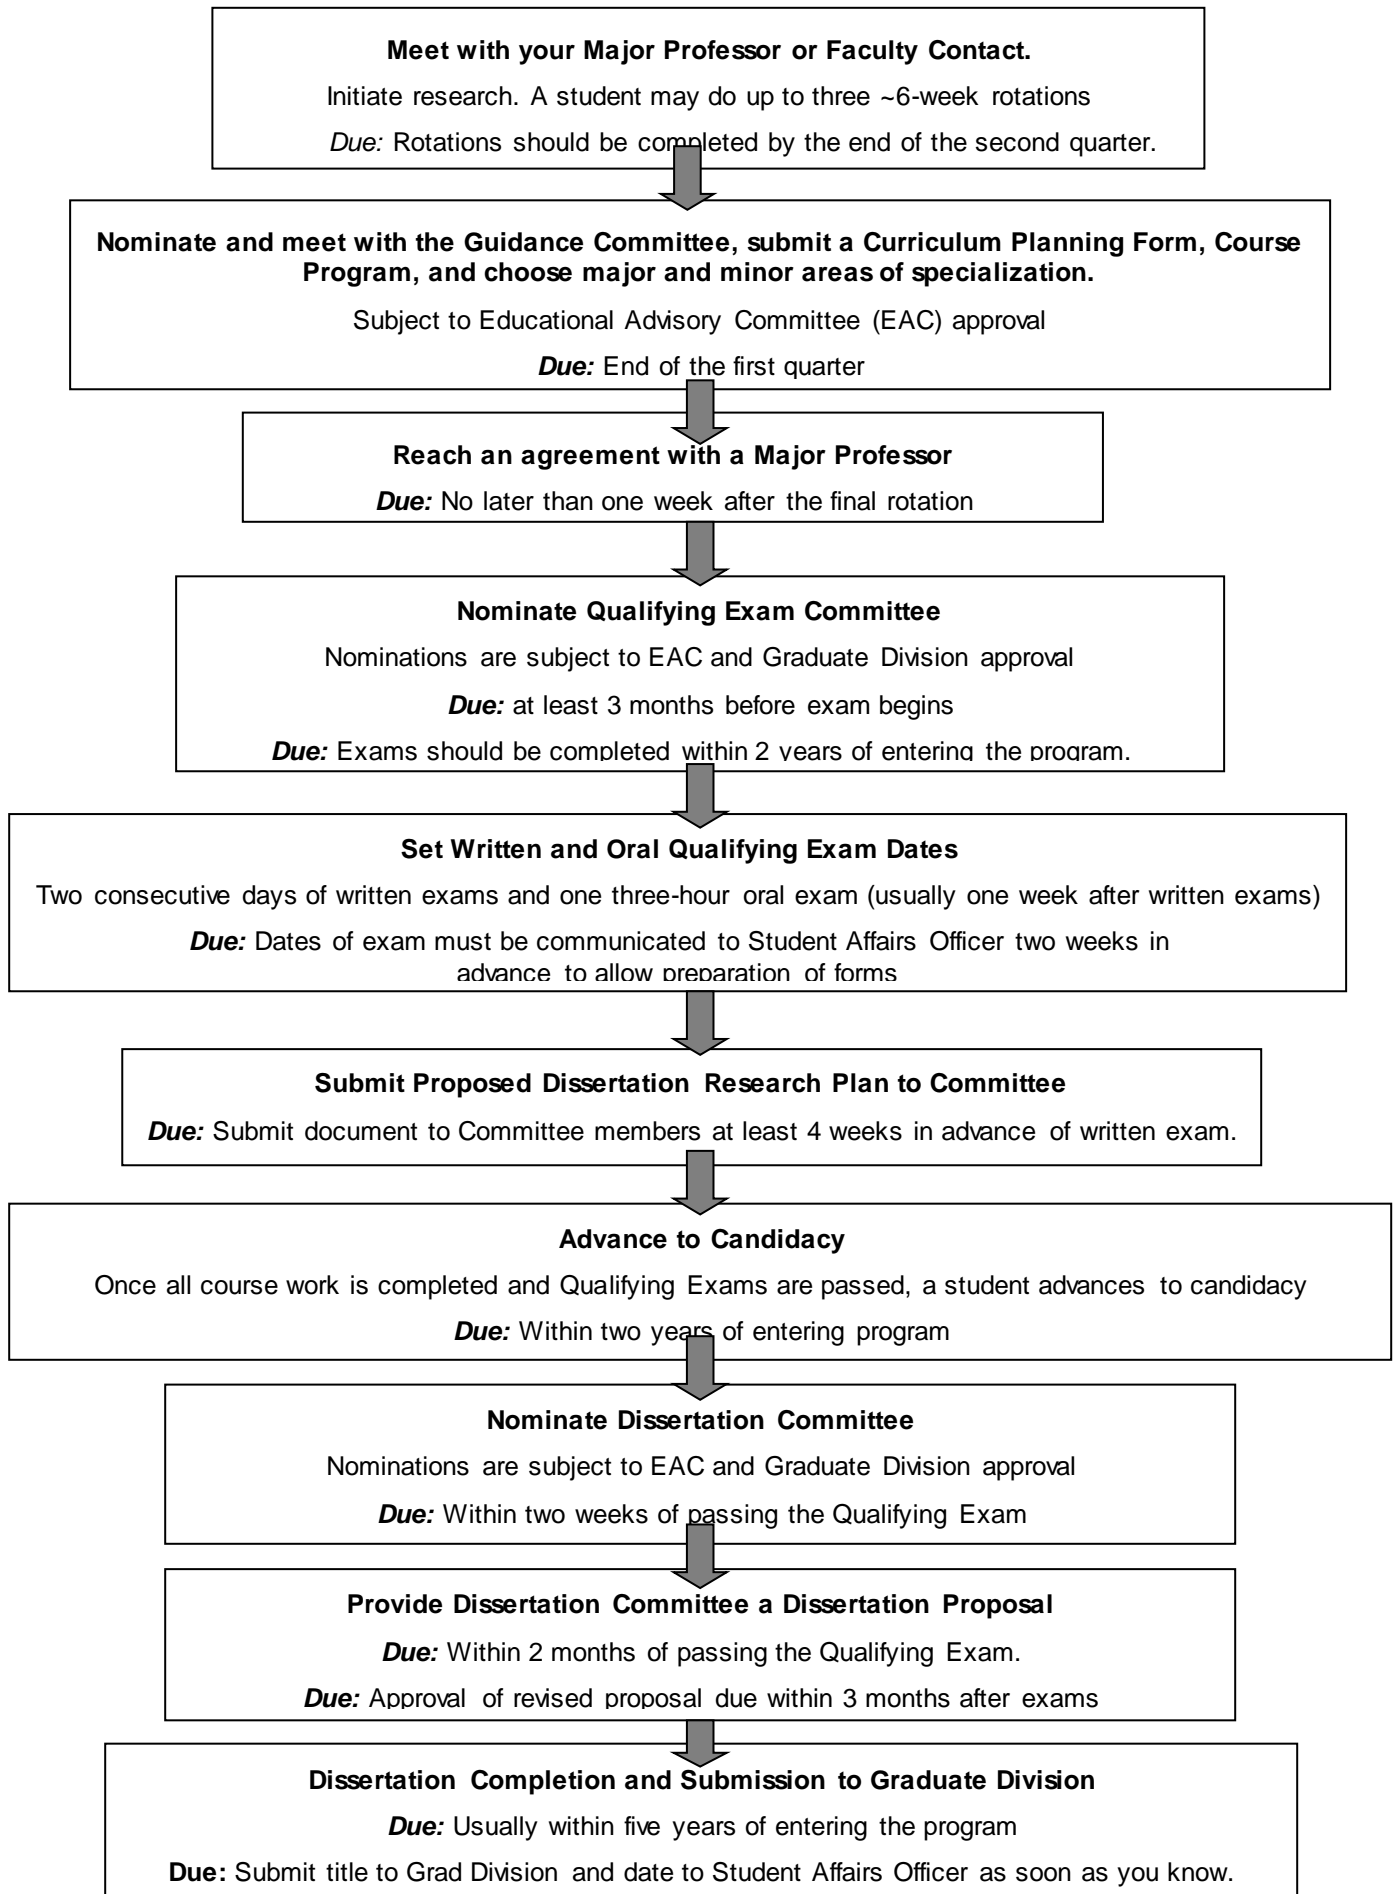 Meet with your Major Professor or Faculty Contact.
Initiate research. A student may do up to three ~6-week rotations
Due: Rotations should be completed by the end of the second quarter.
Nominate and meet with the Guidance Committee, submit a Curriculum Planning Form, Course
Program, and choose major and minor areas of specialization.
Subject to Educational Advisory Committee (EAC) approval
Due: End of the first quarter
Reach an agreement with a Major Professor
Due: No later than one week after the final rotation
Nominate Qualifying Exam Committee
Nominations are subject to EAC and Graduate Division approval
Due: at least 3 months before exam begins
Due: Exams should be completed within 2 years of entering the program.
Set Written and Oral Qualifying Exam Dates
Two consecutive days of written exams and one three-hour oral exam (usually one week after written exams)
Due: Dates of exam must be communicated to Student Affairs Officer two weeks in
advance to allow preparation of forms
Submit Proposed Dissertation Research Plan to Committee
Due: Submit document to Committee members at least 4 weeks in advance of written exam.
Advance to Candidacy
Once all course work is completed and Qualifying Exams are passed, a student advances to candidacy
Due: Within two years of entering program
Nominate Dissertation Committee
Nominations are subject to EAC and Graduate Division approval
Due: Within two weeks of passing the Qualifying Exam
Provide Dissertation Committee a Dissertation Proposal
Due: Within 2 months of passing the Qualifying Exam.
Due: Approval of revised proposal due within 3 months after exams
Dissertation Completion and Submission to Graduate Division
Due: Usually within five years of entering the program
Due: Submit title to Grad Division and date to Student Affairs Officer as soon as you know.